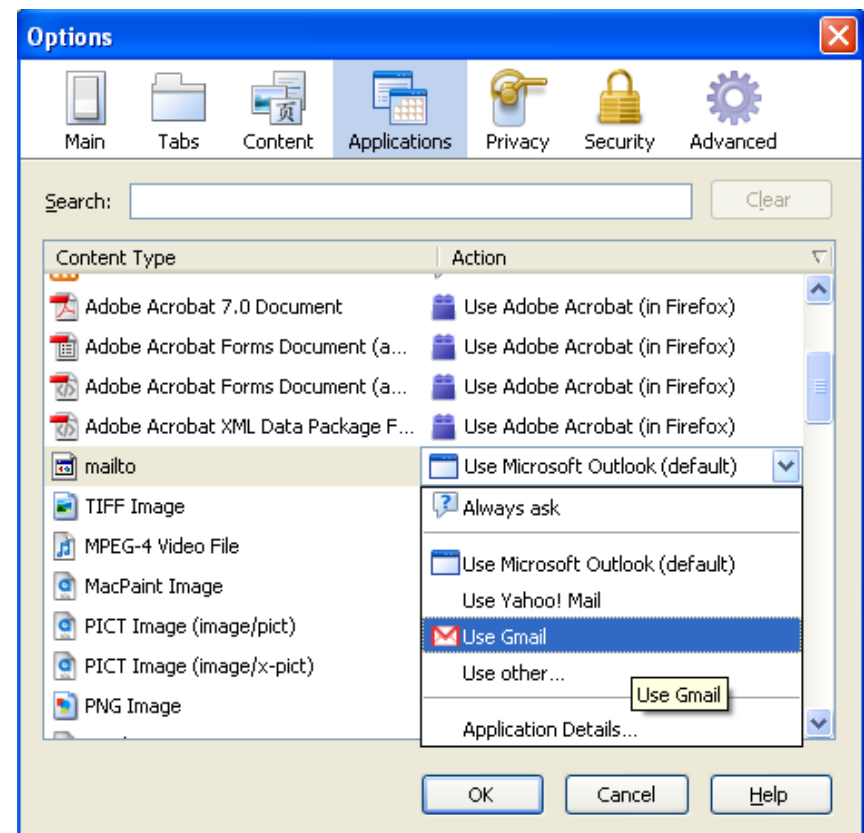 Options
Main Tabs Content Applications Privacy Security Advanced
Search: Clear
Content Type Action
Adobe Acrobat 7.0 Document Use Adobe Acrobat (in Firefox)
Adobe Acrobat Forms Document (a... Use Adobe Acrobat (in Firefox)
Adobe Acrobat Forms Document (a... Use Adobe Acrobat (in Firefox)
Adobe Acrobat XML Data Package F... Use Adobe Acrobat (in Firefox)
mailto Use Microsoft Outlook (default)
TIFF Image Always ask
MPEG-4 Video File Use Microsoft Outlook (default)
MacPaint Image Use Yahoo! Mail
PICT Image (image/pict) Use Gmail
PICT Image (image/x-pict) Use other...
Use Gmail
PNG Image Application Details...
OK Cancel Help